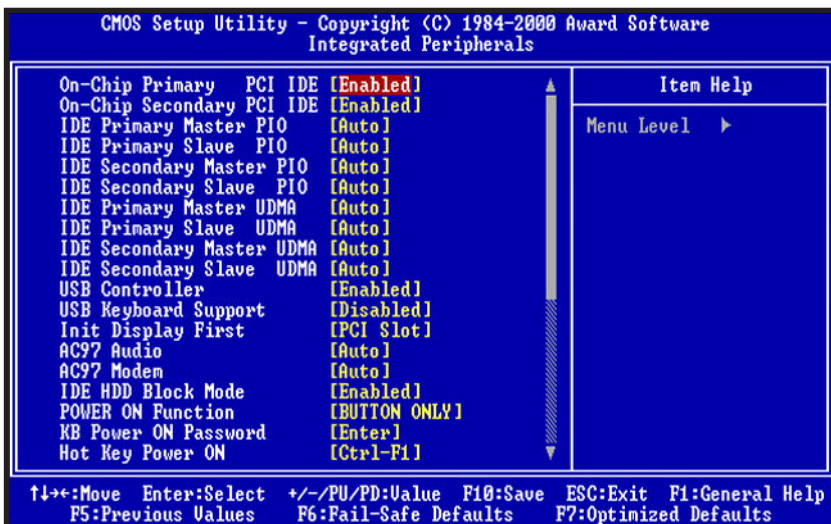 CMOS Setup Utility - Copyright (C) 1984-2000 Award Software
Integrated Peripherals
On-Chip Primary PCI IDE [Enabled]
On-Chip Secondary PCI IDE [Enabled]
IDE Primary Master PIO [Auto]
IDE Primary Slave PIO [Auto]
IDE Secondary Master PIO [Auto]
IDE Secondary Slave PIO [Auto]
IDE Primary Master UDMA [Auto]
IDE Primary Slave UDMA [Auto]
IDE Secondary Master UDMA [Auto]
IDE Secondary Slave UDMA [Auto]
USB Controller [Enabled]
USB Keyboard Support [Disabled]
Init Display First [PCI Slot]
AC97 Audio [Auto]
AC97 Modem [Auto]
IDE HDD Block Mode [Enabled]
POWER ON Function [BUTTON ONLY]
KB Power ON Password [Enter]
Hot Key Power ON [Ctrl-F1]
Item Help
Menu Level ►
↑↓→←:Move Enter:Select +/-/PU/PD:Value F10:Save ESC:Exit F1:General Help
F5:Previous Values F6:Fail-Safe Defaults F7:Optimized Defaults